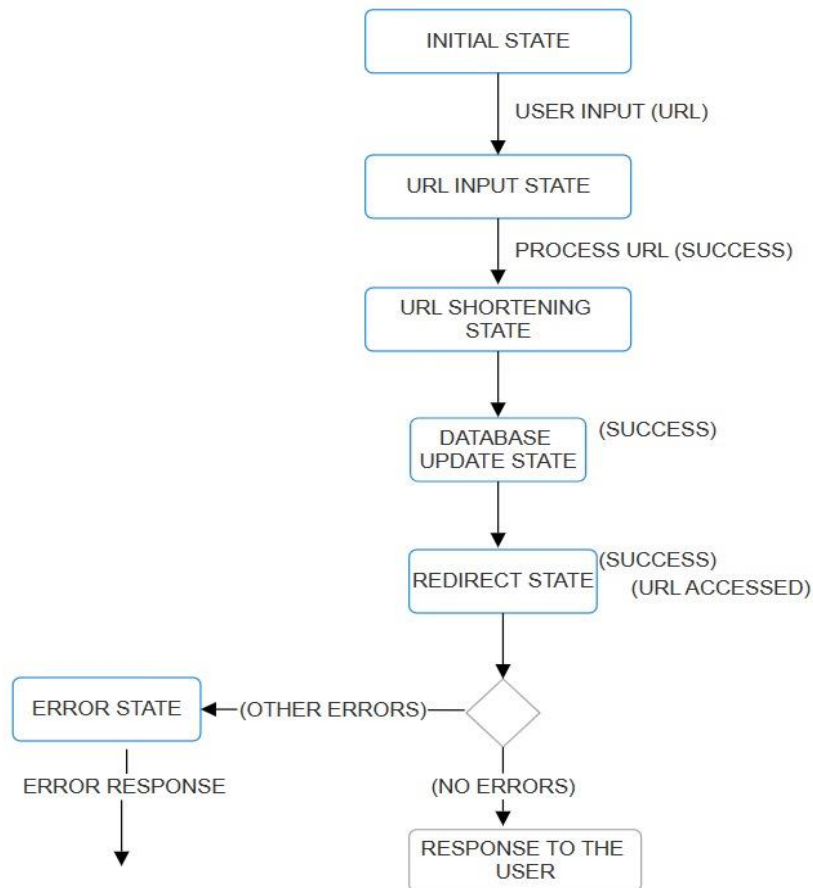 INITIAL STATE
USER INPUT (URL)
URL INPUT STATE
PROCESS URL (SUCCESS)
URL SHORTENING
STATE
DATABASE
UPDATE STATE
(SUCCESS)
REDIRECT STATE
(SUCCESS)
(URL ACCESSED)
ERROR STATE
(OTHER ERRORS)
ERROR RESPONSE
(NO ERRORS)
RESPONSE TO THE
USER